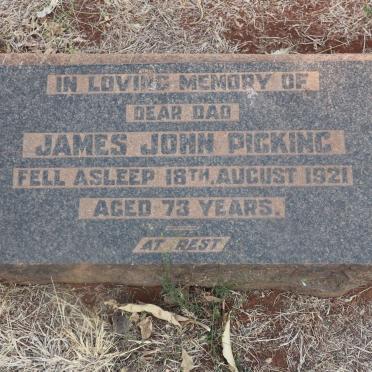 IN LOVING MEMORY OF
DEAR DAD
JAMES JOHN PICKING
FELL ASLEEP 18TH, AUGUST 1921
AGED 73 YEARS.
AT REST